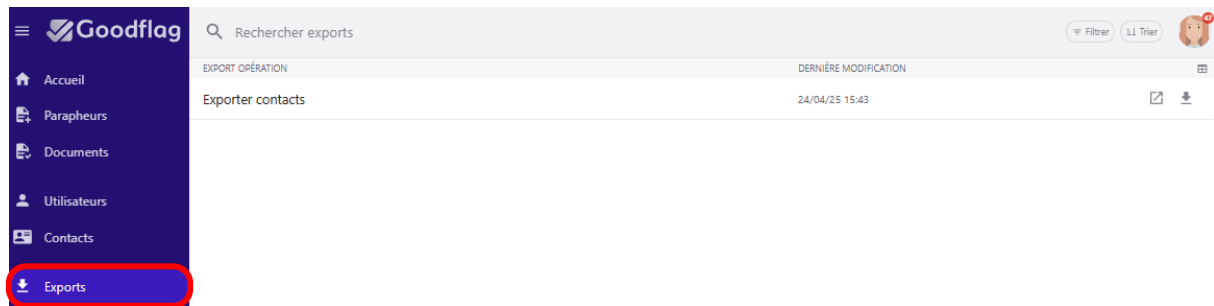 Goodflag
Rechercher exports
Filtrer
Trier
47
EXPORT OPÉRATION
DERNIÈRE MODIFICATION
Exporter contacts
24/04/25 15:43
Accueil
Parapheurs
Documents
Utilisateurs
Contacts
Exports